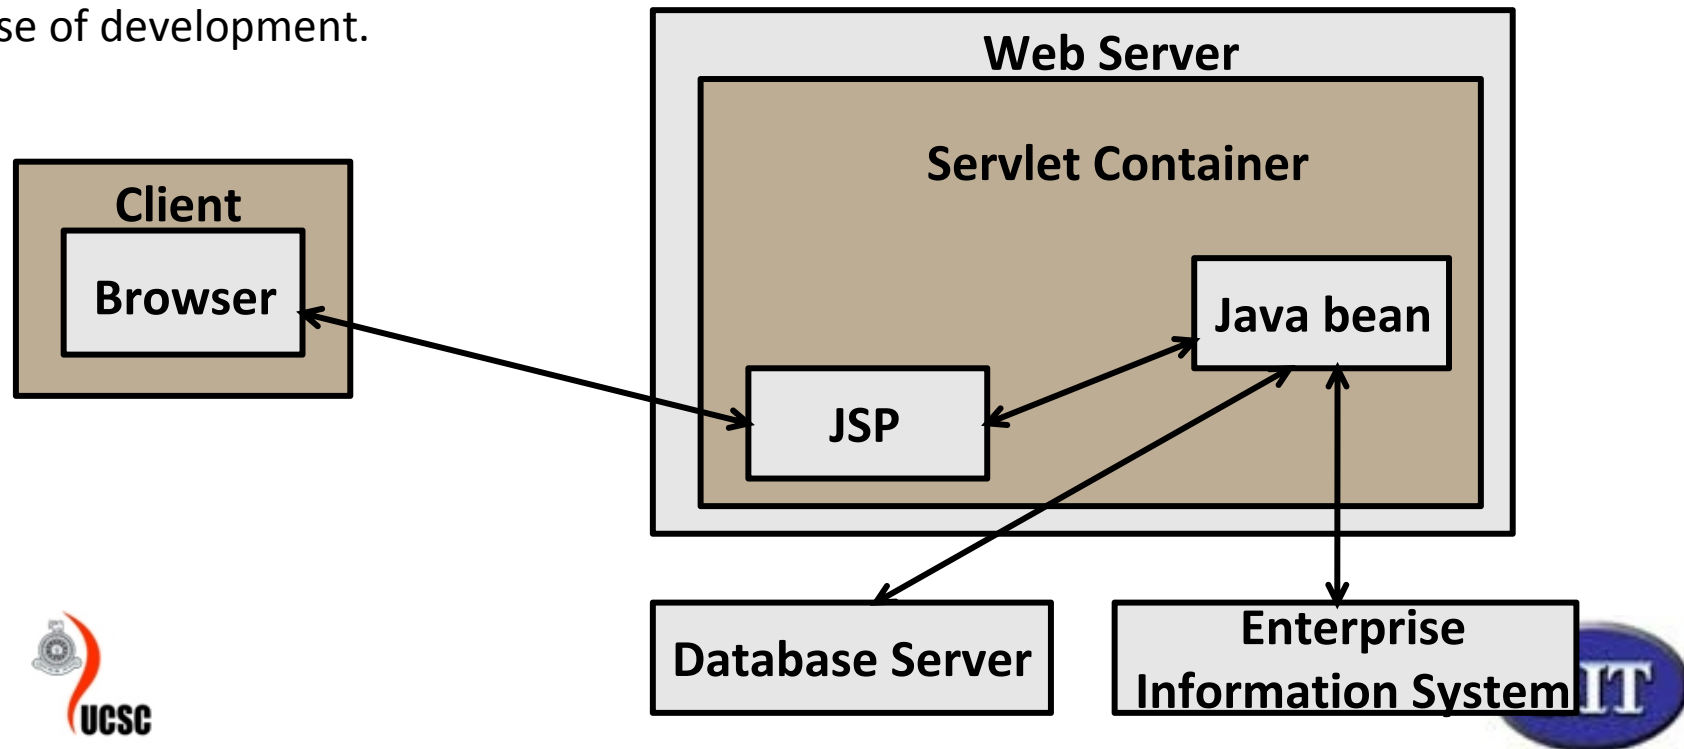 se of development.
Web Server
Servlet Container
Client
Browser
Java bean
JSP
Database Server
Enterprise
Information System
UCSC
IT